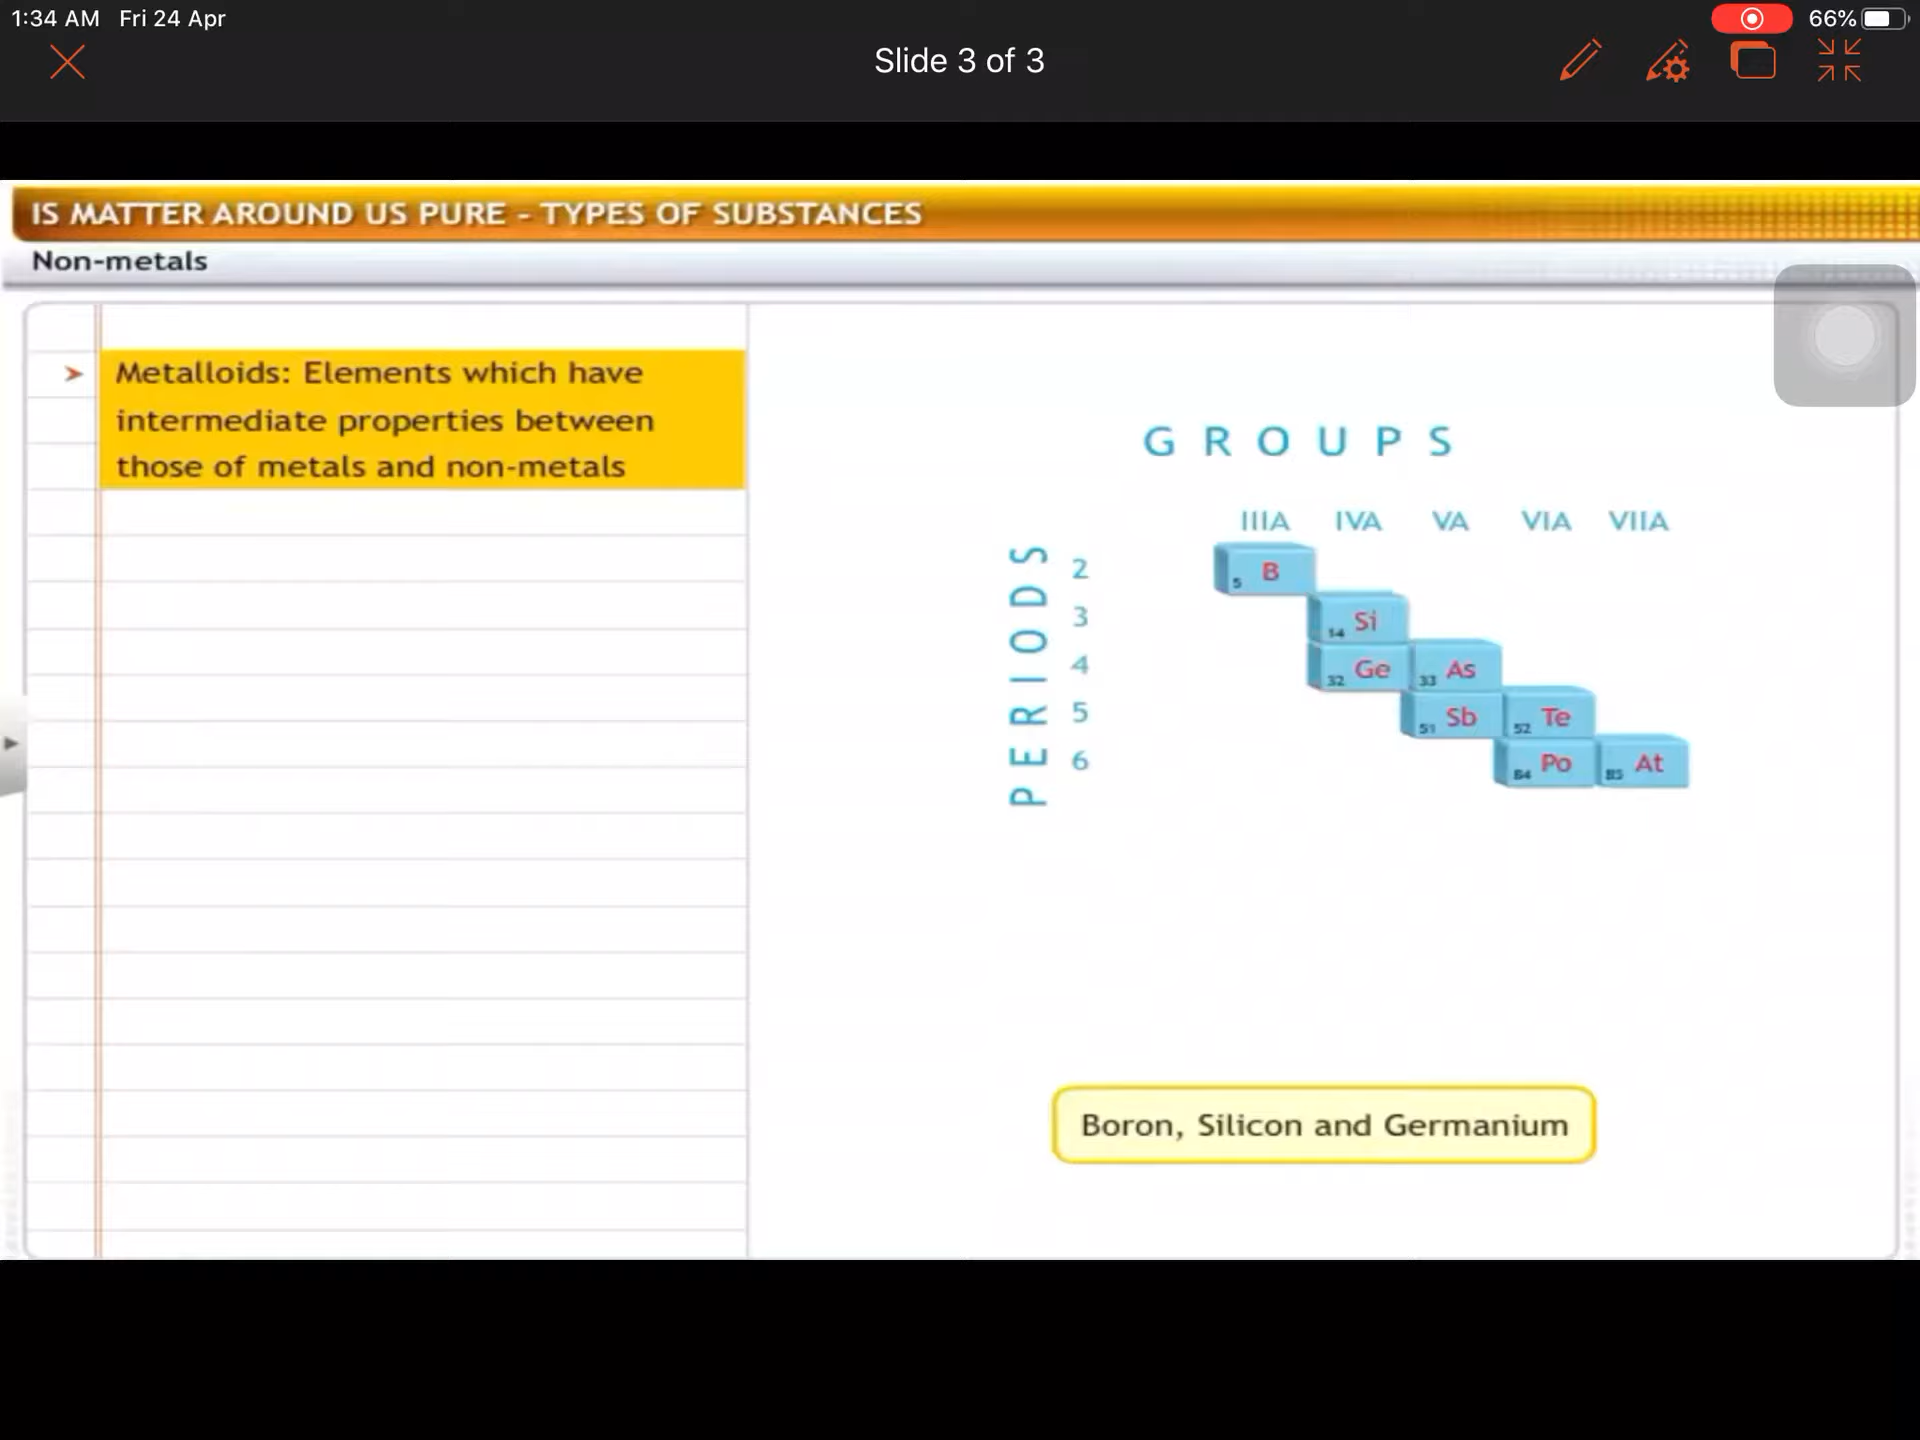 1:34 AM Fri 24 Apr
66%
Slide 3 of 3
IS MATTER AROUND US PURE - TYPES OF SUBSTANCES
Non-metals
Metalloids: Elements which have
intermediate properties between
those of metals and non-metals
GROUPS
IIIA IVA VA VIA VIIA
PERIODS
2 5 B
3 14 Si
4 32 Ge 33 As
5 51 Sb 52 Te
6 84 Po 85 At
Boron, Silicon and Germanium